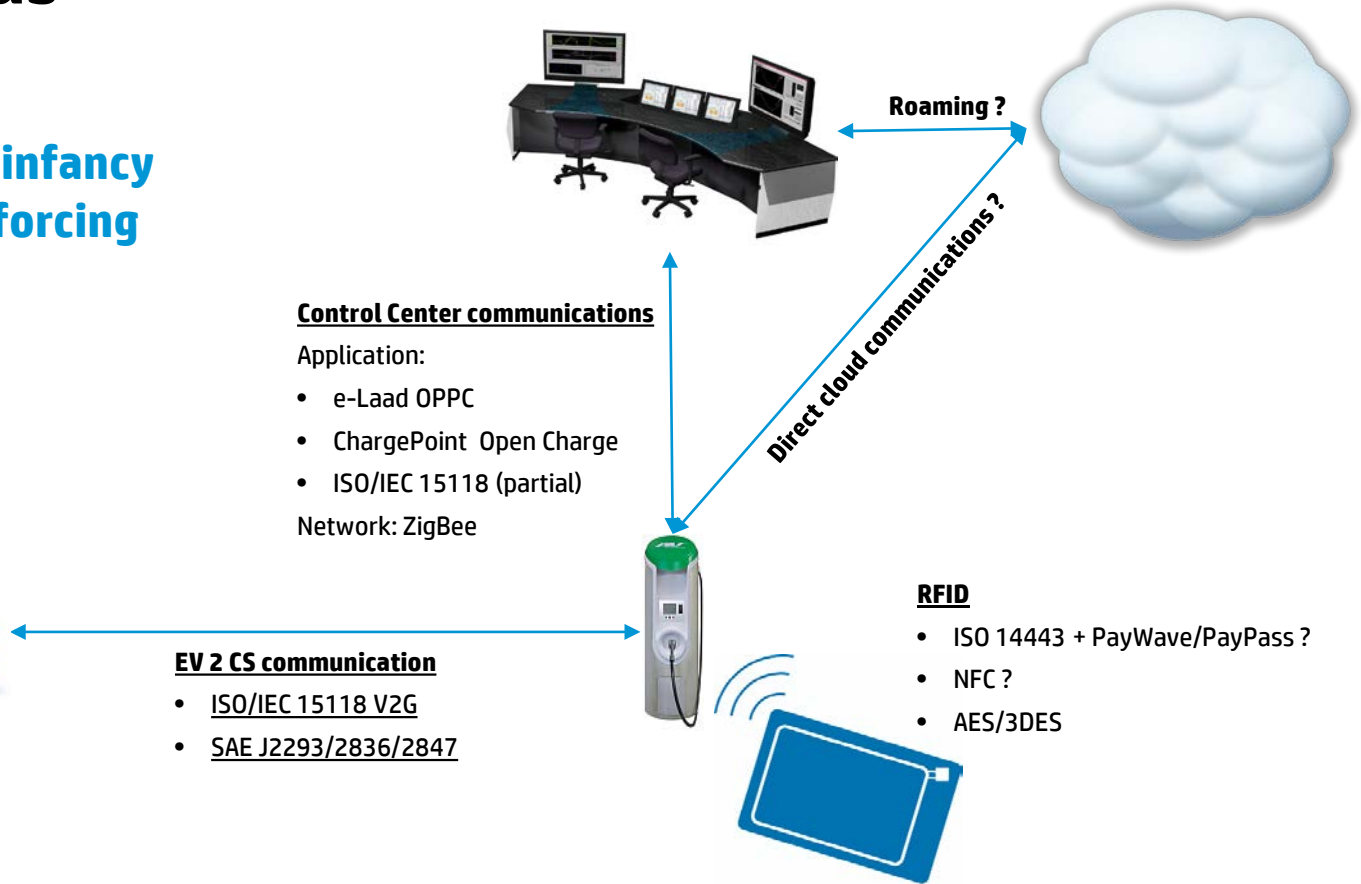 infancy
forcing
Roaming ?
Direct cloud communications ?
Control Center communications
Application:
• e-Laad OPPC
• ChargePoint Open Charge
• ISO/IEC 15118 (partial)
Network: ZigBee
EV 2 CS communication
• ISO/IEC 15118 V2G
• SAE J2293/2836/2847
RFID
• ISO 14443 + PayWave/PayPass ?
• NFC ?
• AES/3DES